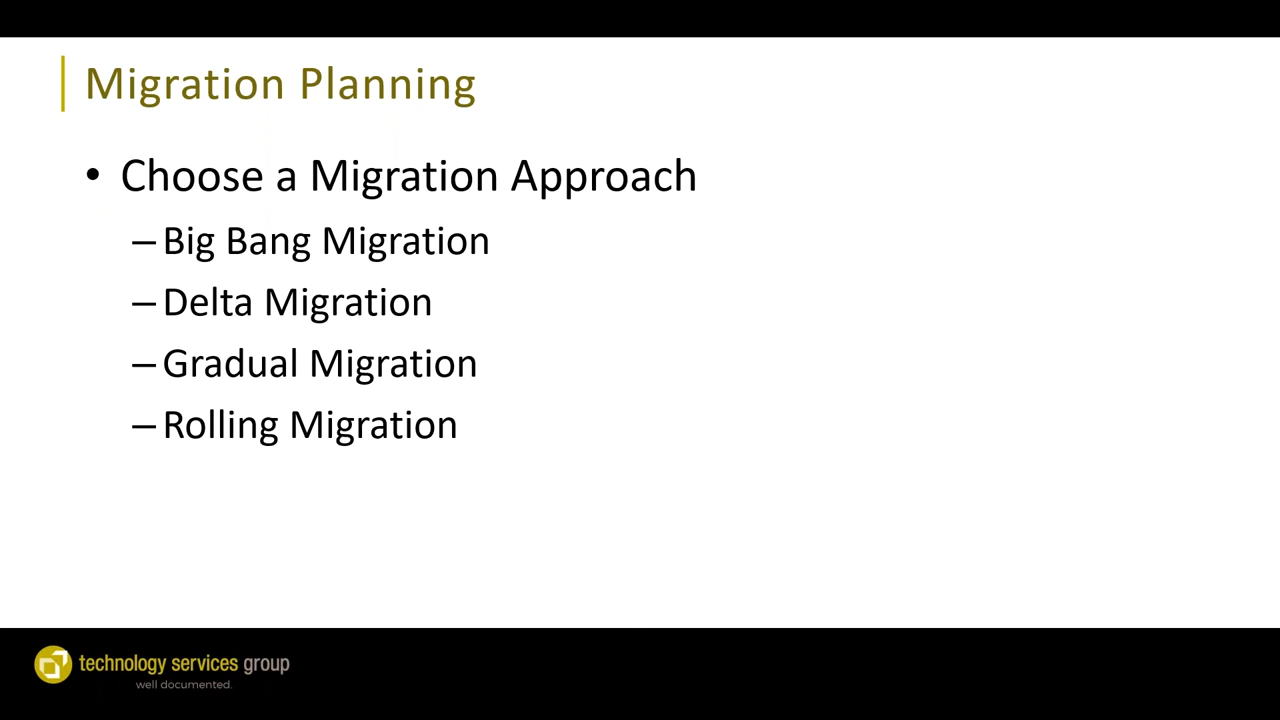 Migration Planning
• Choose a Migration Approach
– Big Bang Migration
– Delta Migration
– Gradual Migration
– Rolling Migration
technology services group
well documented.